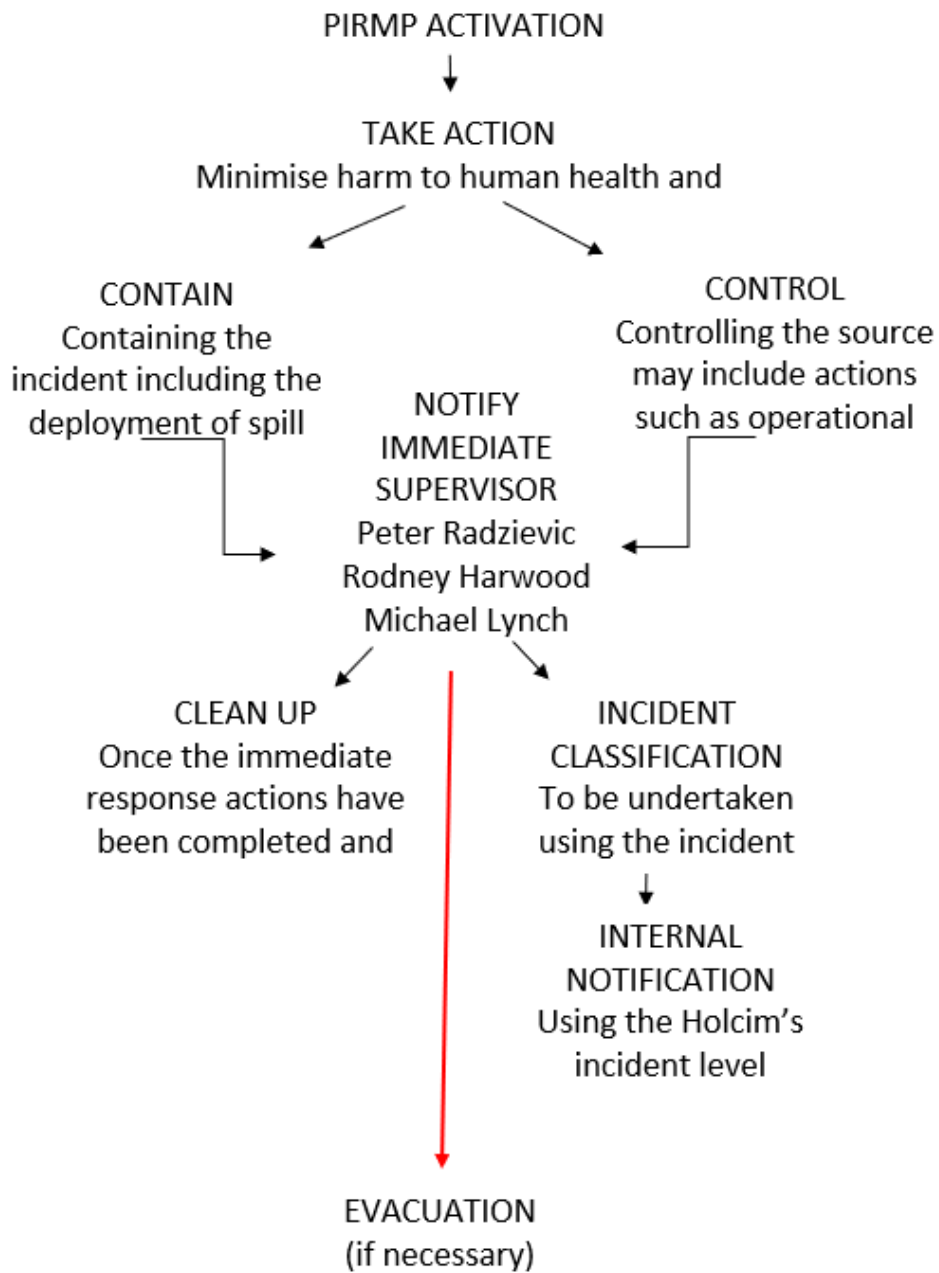 PIRMP ACTIVATION
TAKE ACTION
Minimise harm to human health and
CONTAIN
Containing the
incident including the
deployment of spill
CONTROL
Controlling the source
may include actions
such as operational
NOTIFY
IMMEDIATE
SUPERVISOR
Peter Radzievic
Rodney Harwood
Michael Lynch
CLEAN UP
Once the immediate
response actions have
been completed and
INCIDENT
CLASSIFICATION
To be undertaken
using the incident
INTERNAL
NOTIFICATION
Using the Holcim’s
incident level
EVACUATION
(if necessary)